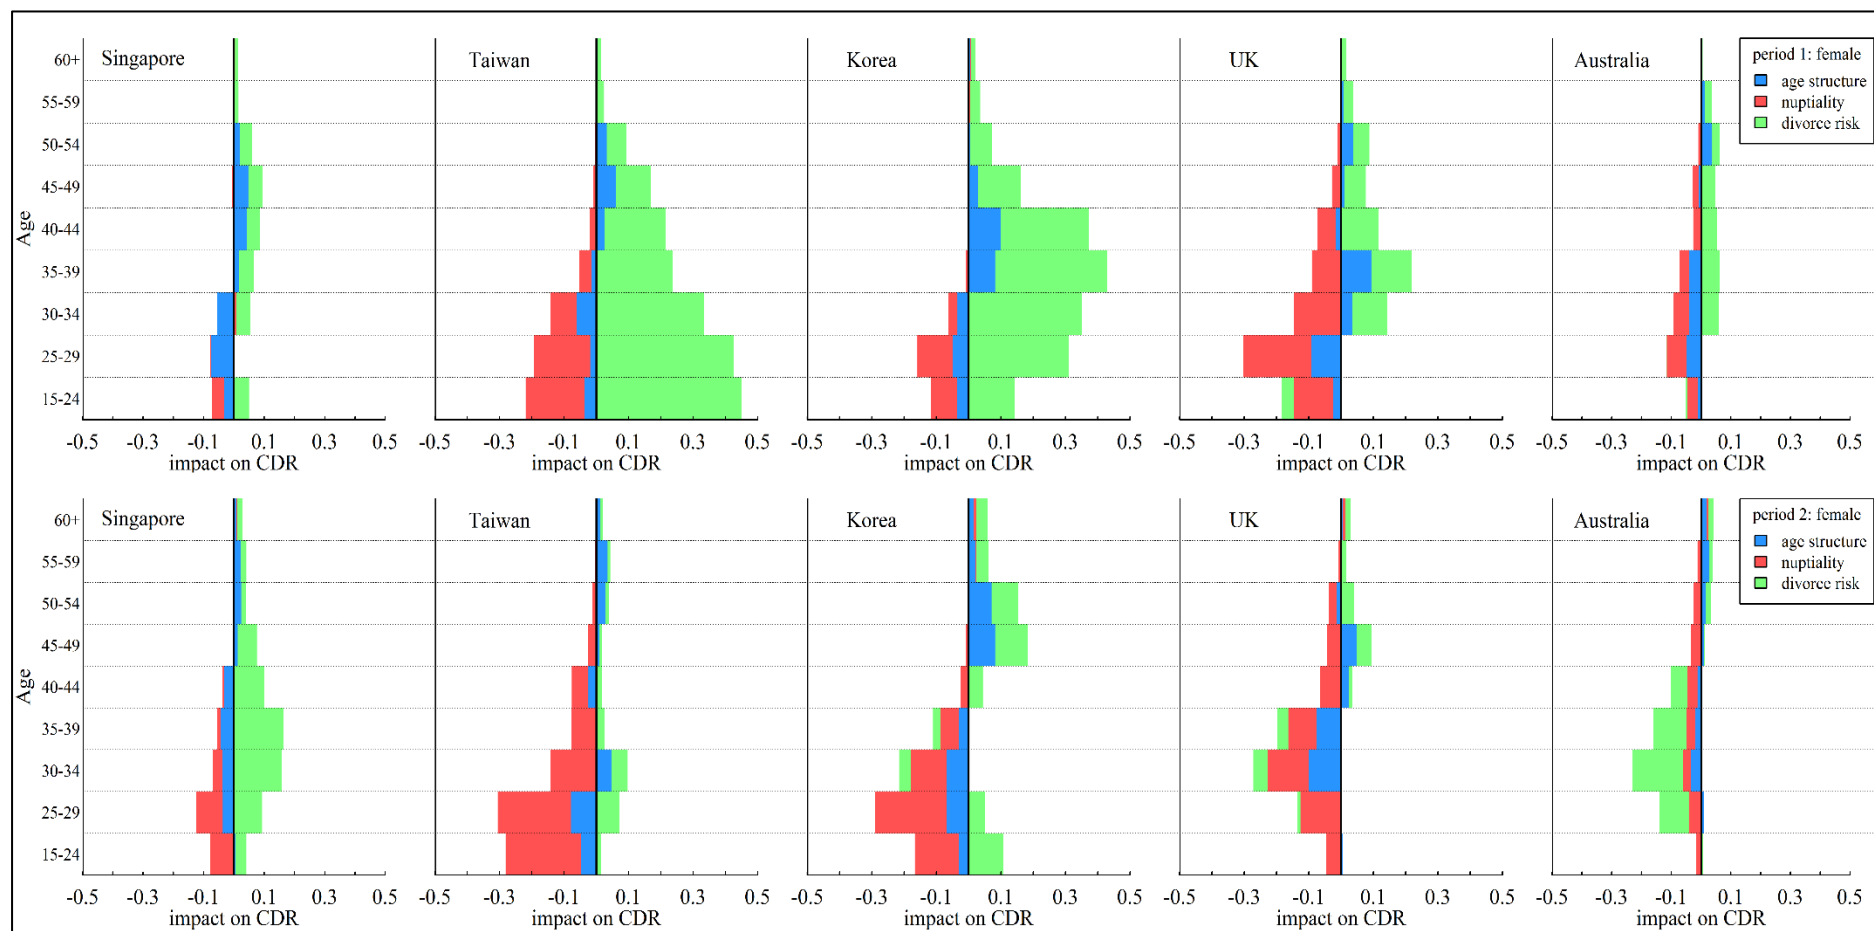 Singapore
Taiwan
Korea
UK
Australia
period 1: female
age structure
nuptiality
divorce risk
Age
60+
55-59
50-54
45-49
40-44
35-39
30-34
25-29
15-24
-0.5 -0.3 -0.1 0.1 0.3 0.5
-0.5 -0.3 -0.1 0.1 0.3 0.5
-0.5 -0.3 -0.1 0.1 0.3 0.5
-0.5 -0.3 -0.1 0.1 0.3 0.5
-0.5 -0.3 -0.1 0.1 0.3 0.5
impact on CDR
impact on CDR
impact on CDR
impact on CDR
impact on CDR
Singapore
Taiwan
Korea
UK
Australia
period 2: female
age structure
nuptiality
divorce risk
Age
60+
55-59
50-54
45-49
40-44
35-39
30-34
25-29
15-24
-0.5 -0.3 -0.1 0.1 0.3 0.5
-0.5 -0.3 -0.1 0.1 0.3 0.5
-0.5 -0.3 -0.1 0.1 0.3 0.5
-0.5 -0.3 -0.1 0.1 0.3 0.5
-0.5 -0.3 -0.1 0.1 0.3 0.5
impact on CDR
impact on CDR
impact on CDR
impact on CDR
impact on CDR